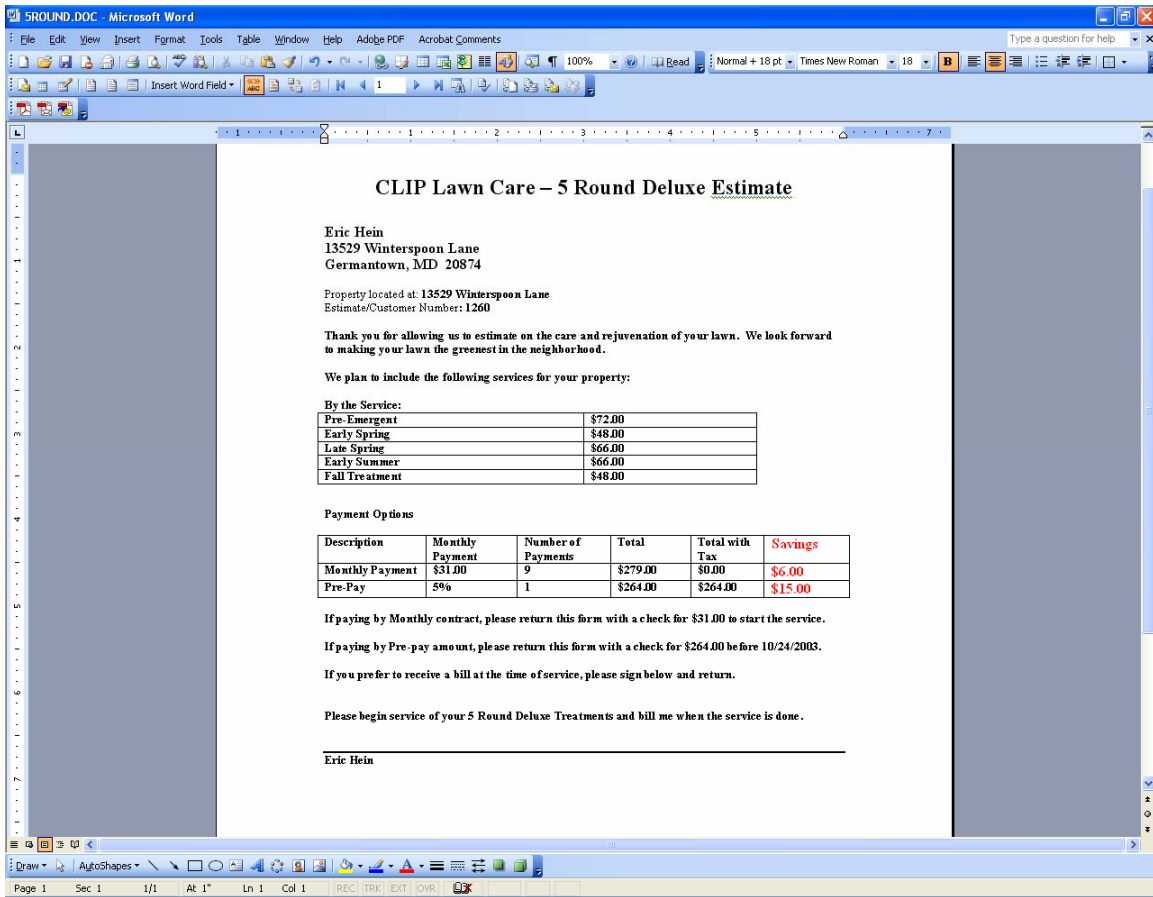 5ROUND.DOC - Microsoft Word
File Edit View Insert Format Tools Table Window Help Adobe PDF Acrobat Comments Type a question for help
100% Read Normal + 18 pt Times New Roman 18 B
Insert Word Field ABC 1
L 1 1 2 3 4 5 7
CLIP Lawn Care – 5 Round Deluxe Estimate
Eric Hein
13529 Winterspoon Lane
Germantown, MD 20874
Property located at: 13529 Winterspoon Lane
Estimate/Customer Number: 1260
Thank you for allowing us to estimate on the care and rejuvenation of your lawn. We look forward
to making your lawn the greenest in the neighborhood.
We plan to include the following services for your property:
By the Service:
Pre-Emergent $72.00
Early Spring $48.00
Late Spring $66.00
Early Summer $66.00
Fall Treatment $48.00
Payment Options
Description Monthly Payment Number of Payments Total Total with Tax Savings
Monthly Payment $31.00 9 $279.00 $0.00 $6.00
Pre-Pay 5% 1 $264.00 $264.00 $15.00
If paying by Monthly contract, please return this form with a check for $31.00 to start the service.
If paying by Pre-pay amount, please return this form with a check for $264.00 before 10/24/2003.
If you prefer to receive a bill at the time of service, please sign below and return.
Please begin service of your 5 Round Deluxe Treatments and bill me when the service is done.
Eric Hein
Draw AutoShapes A
Page 1 Sec 1 1/1 At 1" Ln 1 Col 1 REC TRK EXT OVR